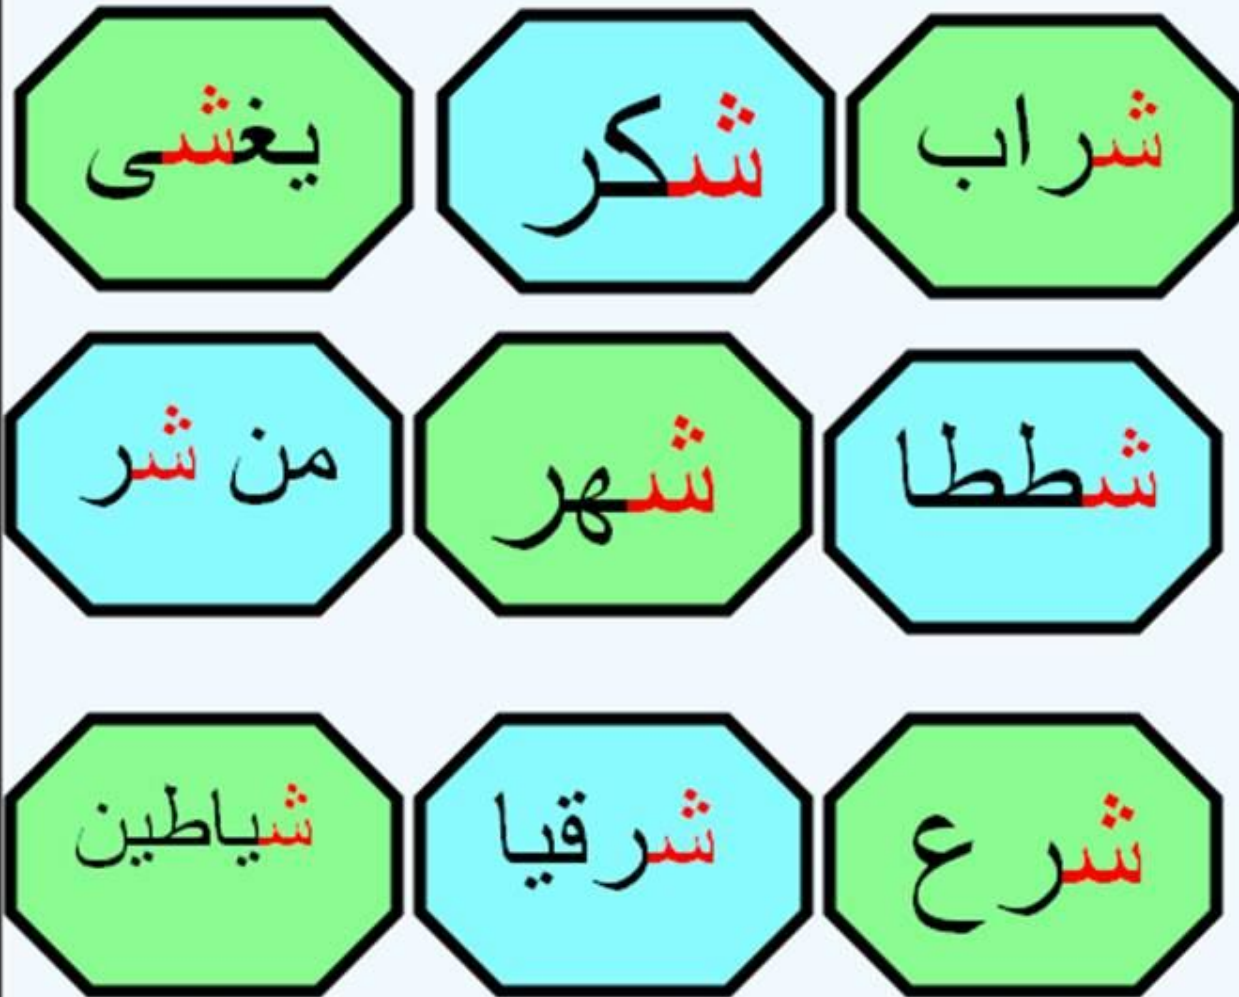 شراب
شكر
يغشى
شططا
شهر
من شر
شرع
شرقيا
شياطين